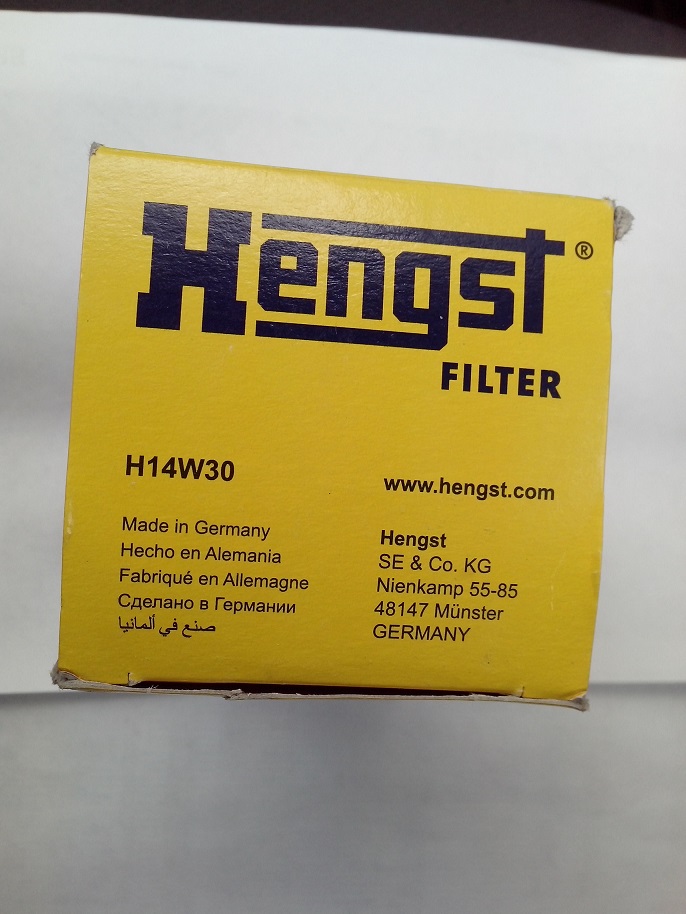 Hengst®
FILTER
H14W30
Made in Germany
Hecho en Alemania
Fabriqué en Allemagne
Сделано в Германии
صنع في ألمانيا
www.hengst.com
Hengst
SE & Co. KG
Nienkamp 55-85
48147 Münster
GERMANY